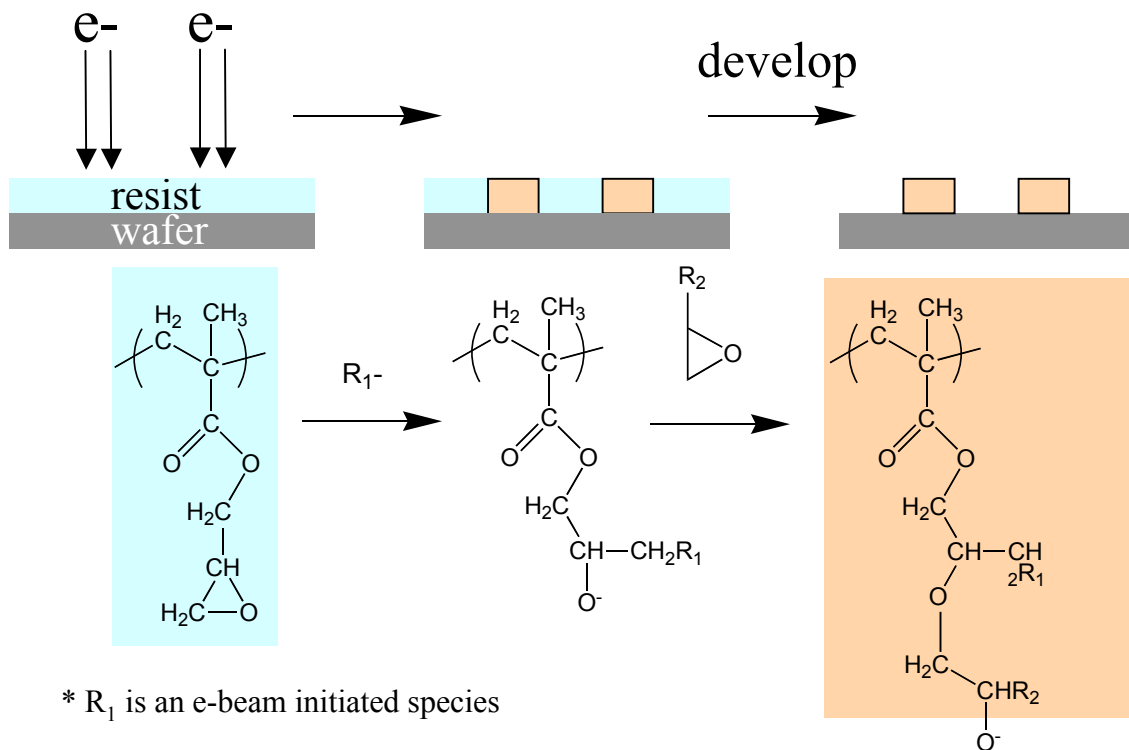 e- e-
develop
resist
wafer
R₂
O
H₂
C
CH₃
C
C
O
O
H₂C
CH
H₂C
O
R₁-
H₂
C
CH₃
C
C
O
O
H₂C
CH
CH₂R₁
O⁻
H₂
C
CH₃
C
C
O
O
H₂C
CH
CH
₂R₁
O
H₂C
CHR₂
O⁻
* R₁ is an e-beam initiated species